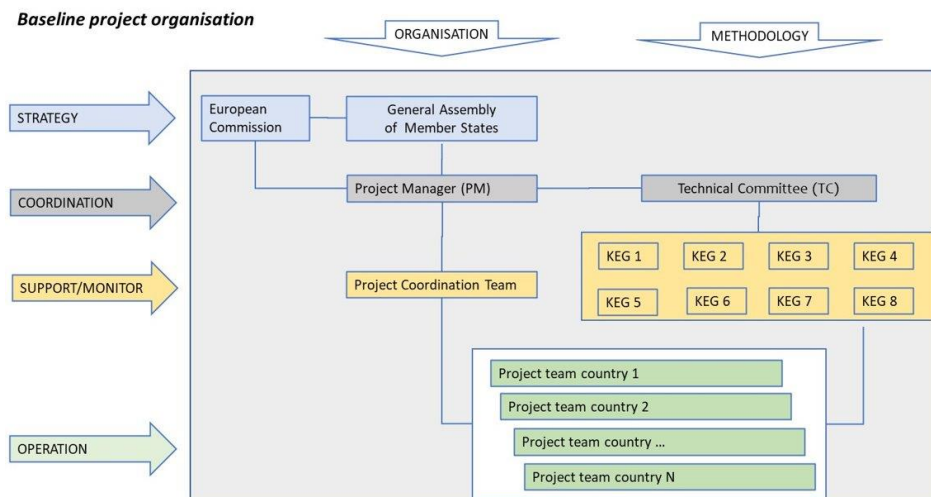 Baseline project organisation
ORGANISATION
METHODOLOGY
STRATEGY
European
Commission
General Assembly
of Member States
COORDINATION
Project Manager (PM)
Technical Committee (TC)
SUPPORT/MONITOR
Project Coordination Team
KEG 1
KEG 2
KEG 3
KEG 4
KEG 5
KEG 6
KEG 7
KEG 8
OPERATION
Project team country 1
Project team country 2
Project team country ...
Project team country N